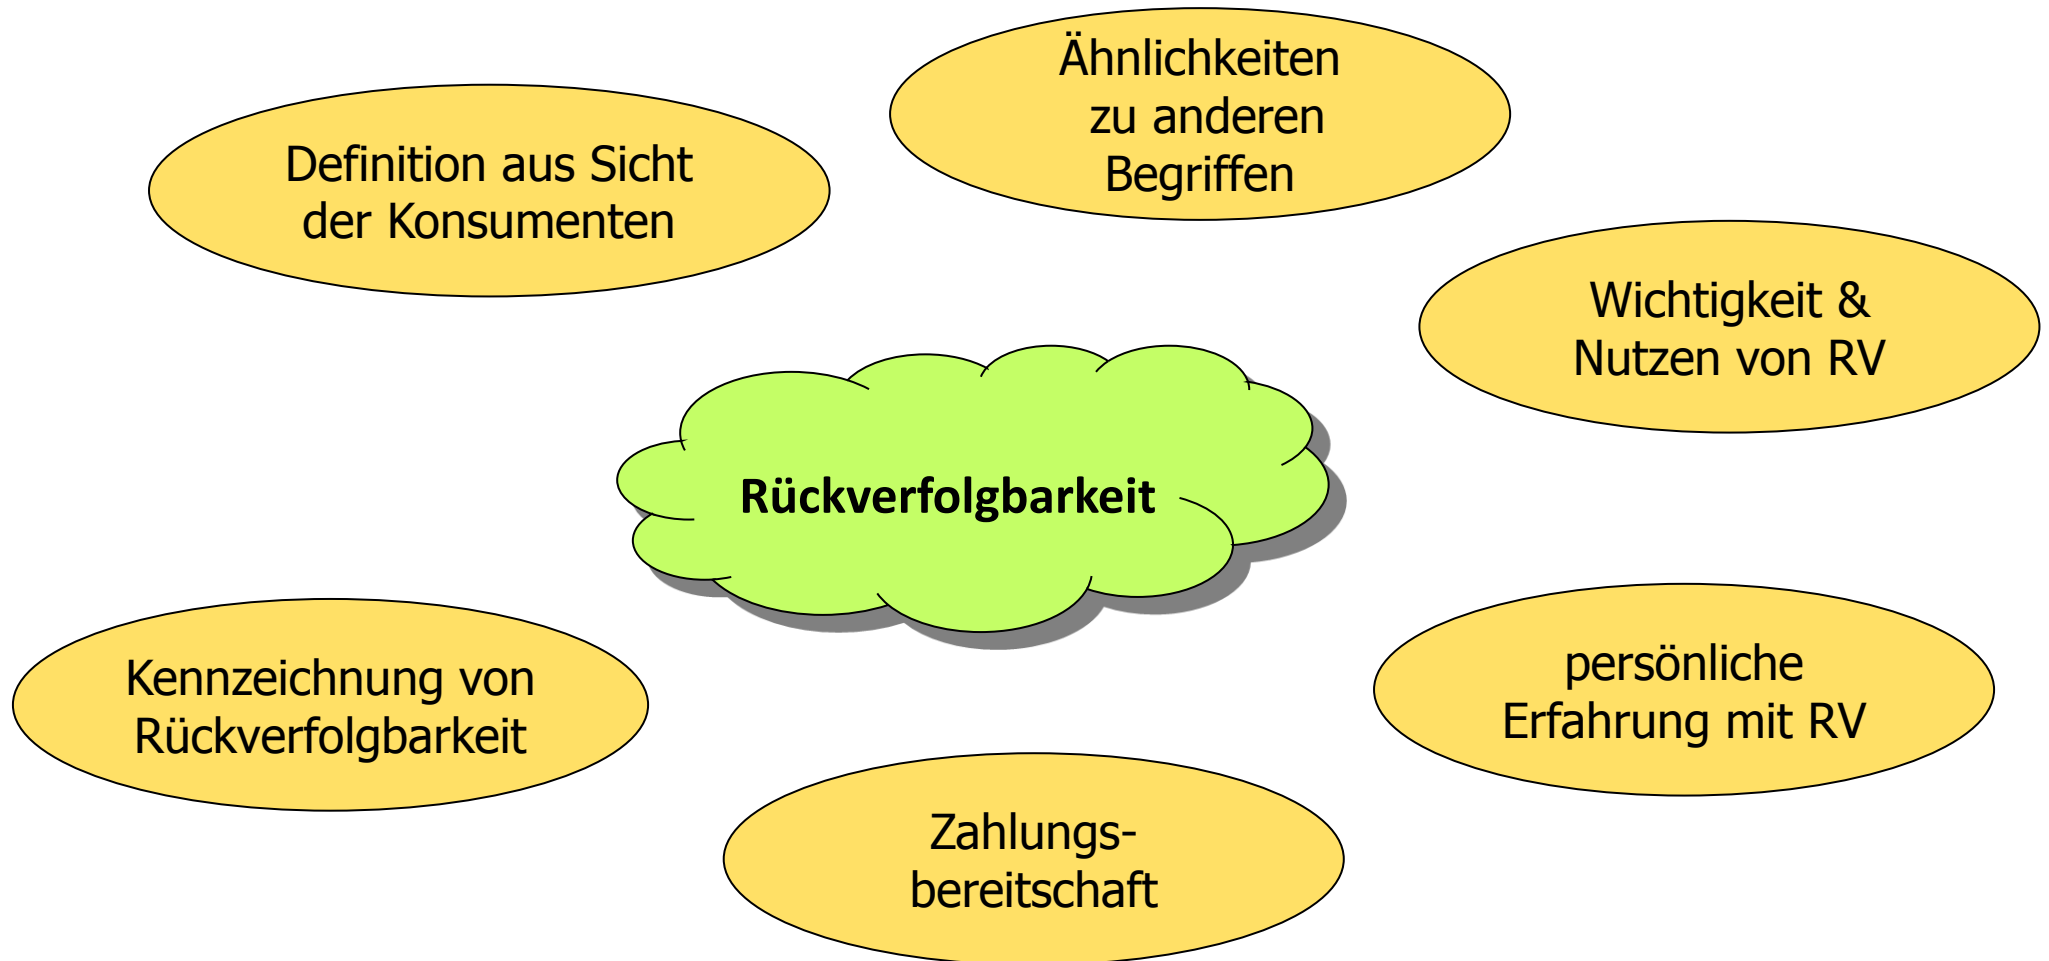 Ähnlichkeiten
zu anderen
Begriffen
Definition aus Sicht
der Konsumenten
Wichtigkeit &
Nutzen von RV
Rückverfolgbarkeit
Kennzeichnung von
Rückverfolgbarkeit
persönliche
Erfahrung mit RV
Zahlungs-
bereitschaft